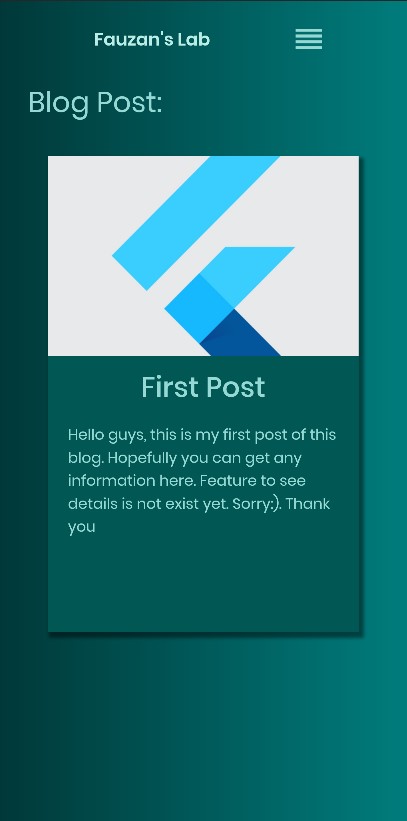 Fauzan's Lab
Blog Post:
First Post
Hello guys, this is my first post of this
blog. Hopefully you can get any
information here. Feature to see
details is not exist yet. Sorry:). Thank
you